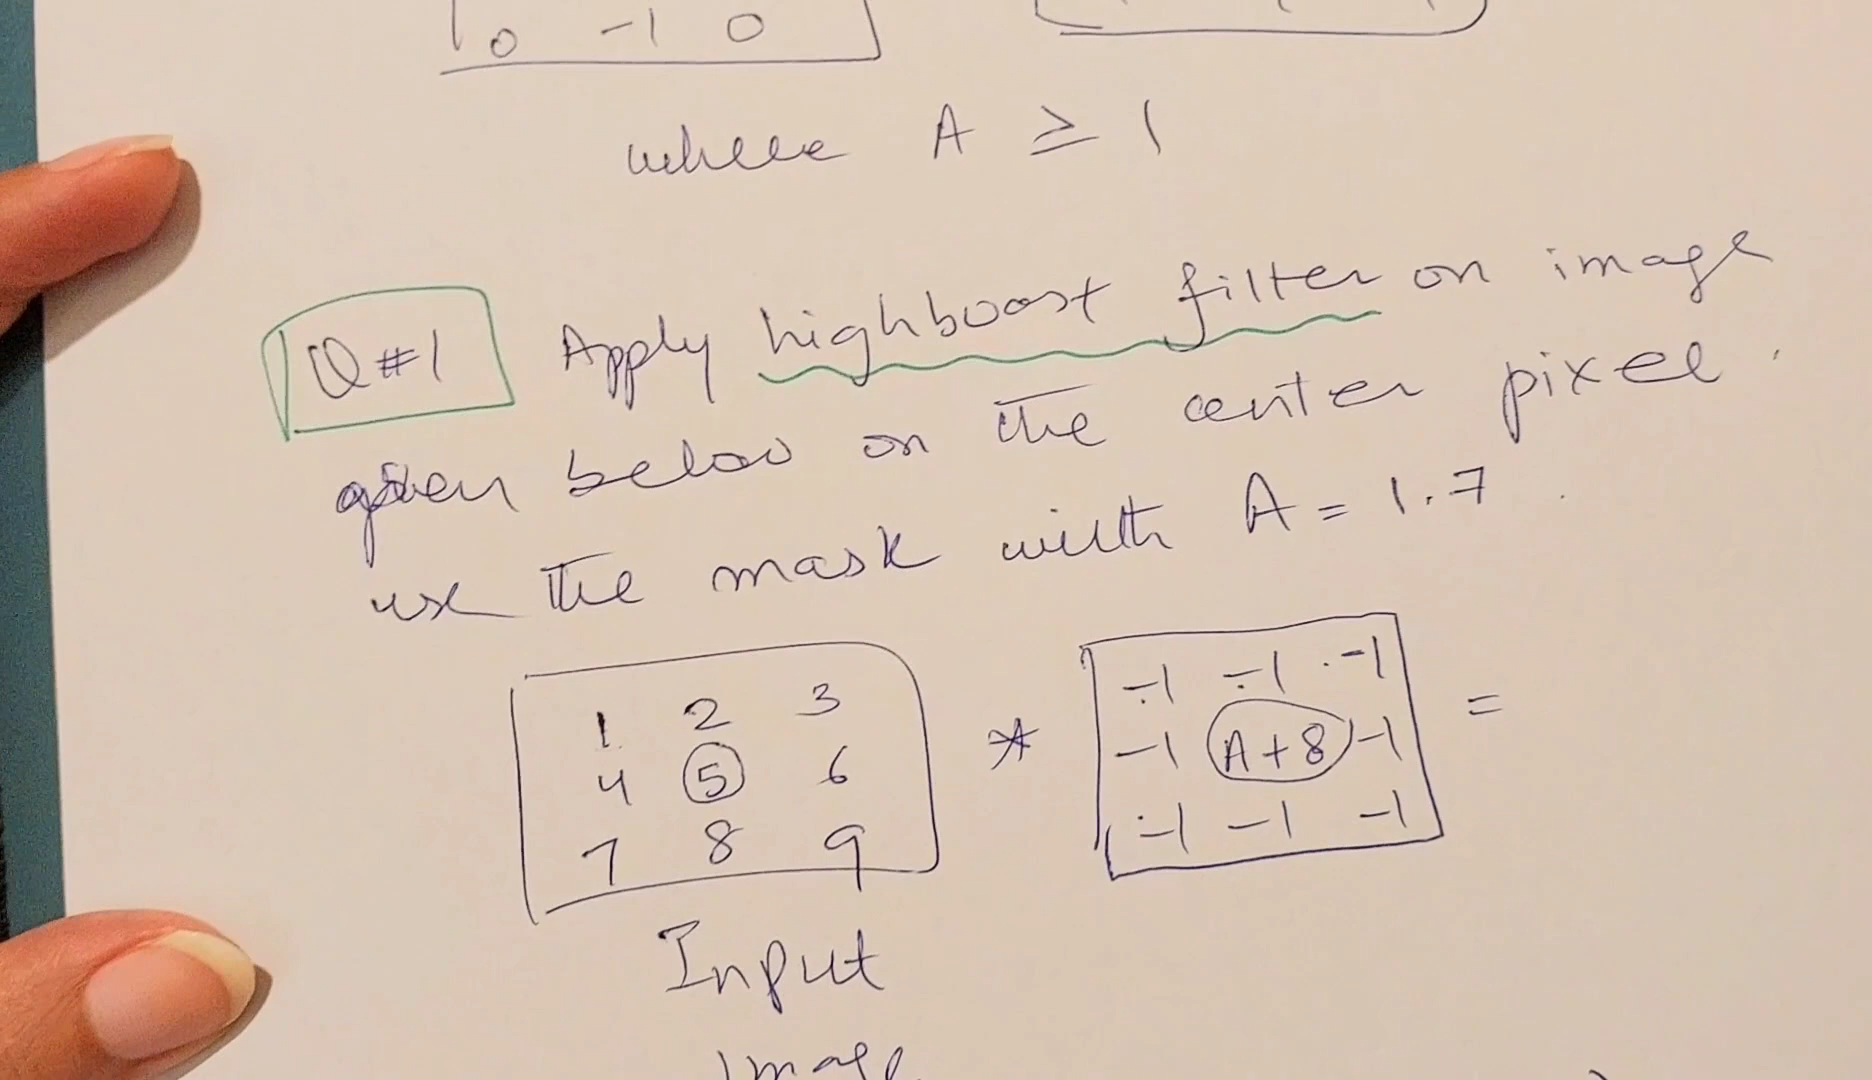 0 -1 0
where A ≥ 1
Q#1 Apply highboost filter on image
given below on the center pixel.
use the mask with A = 1.7.
1 2 3
4 5 6
7 8 9
*
-1 -1 -1
-1 A+8 -1
-1 -1 -1
=
Input
image